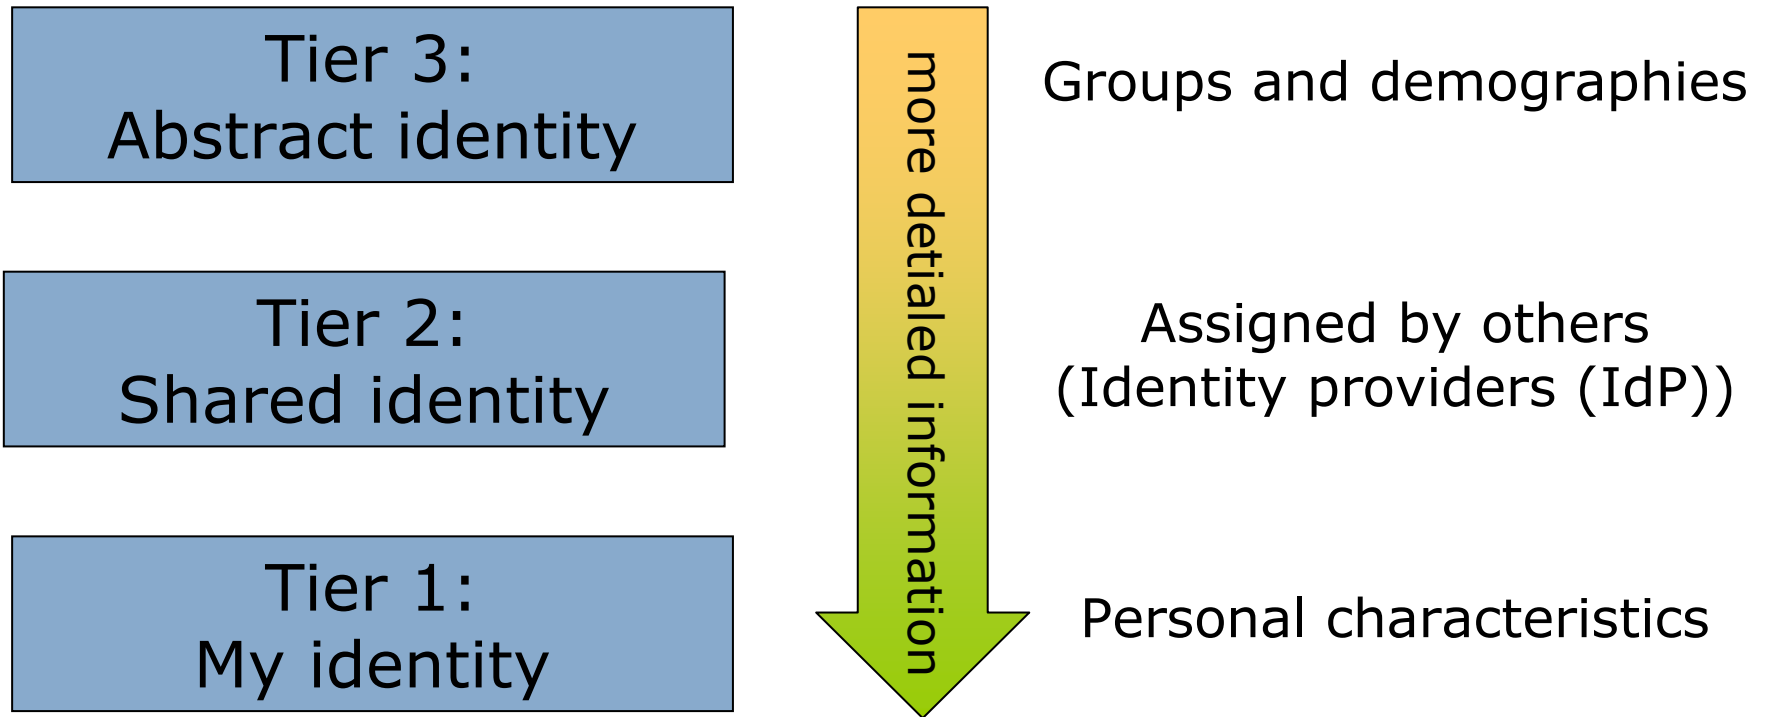 Tier 3:
Abstract identity
Groups and demographies
more detialed information
Tier 2:
Shared identity
Assigned by others
(Identity providers (IdP))
Tier 1:
My identity
Personal characteristics